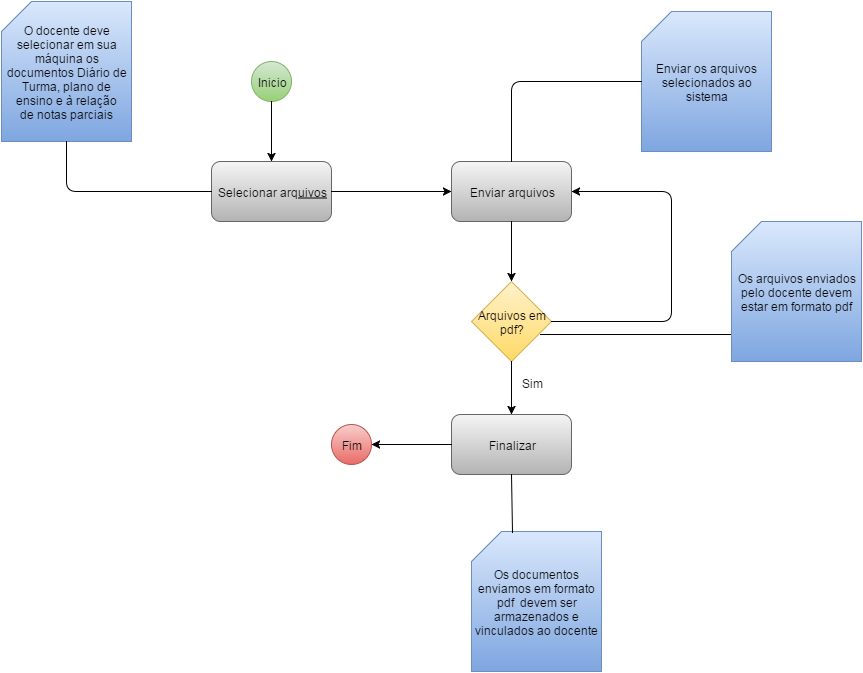 O docente deve
selecionar em sua
máquina os
documentos Diário de
Turma, plano de
ensino e à relação
de notas parciais
Inicio
Enviar os arquivos
selecionados ao
sistema
Selecionar arquivos
Enviar arquivos
Os arquivos enviados
pelo docente devem
estar em formato pdf
Arquivos em
pdf?
Sim
Fim
Finalizar
Os documentos
enviamos em formato
pdf devem ser
armazenados e
vinculados ao docente